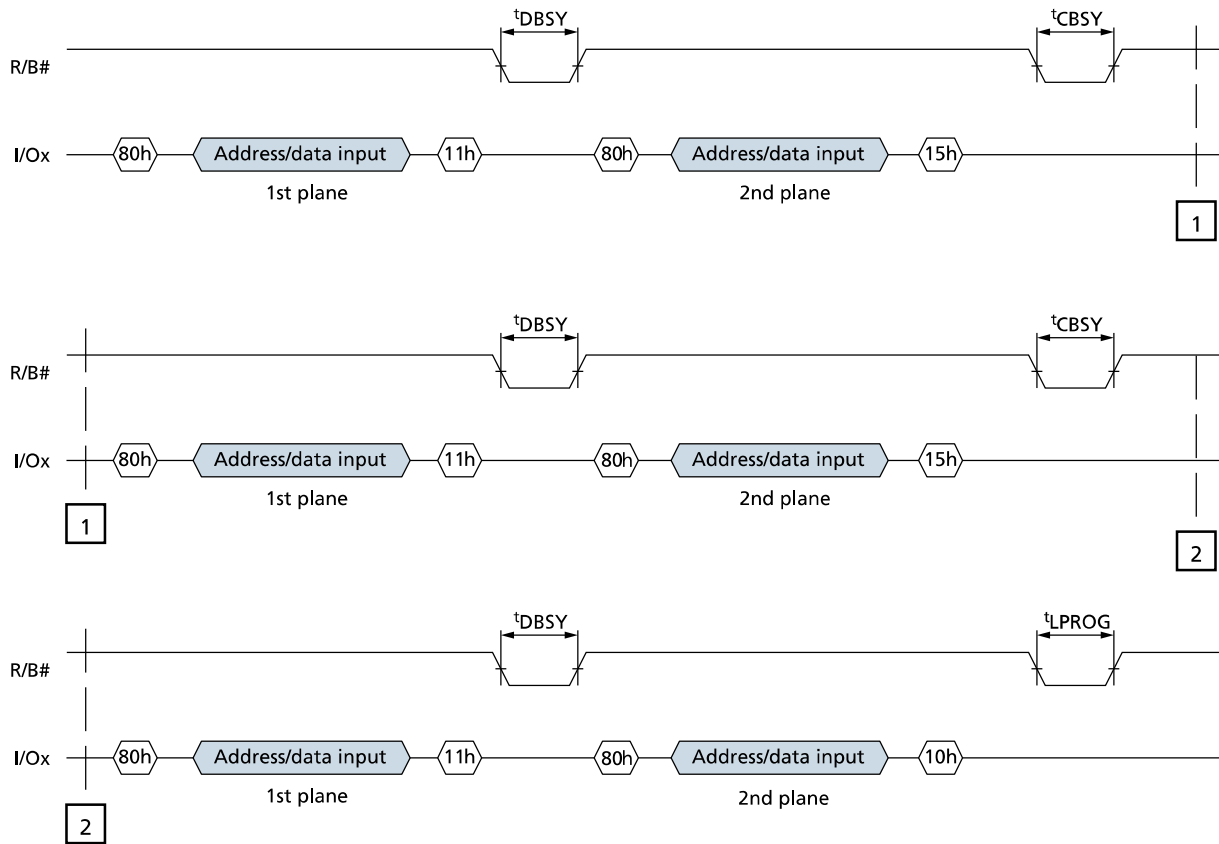 tDBSY tCBSY
R/B#
I/Ox 80h Address/data input 11h 80h Address/data input 15h
1st plane 2nd plane
1
tDBSY tCBSY
R/B#
I/Ox 80h Address/data input 11h 80h Address/data input 15h
1st plane 2nd plane
1
2
tDBSY tLPROG
R/B#
I/Ox 80h Address/data input 11h 80h Address/data input 10h
1st plane 2nd plane
2